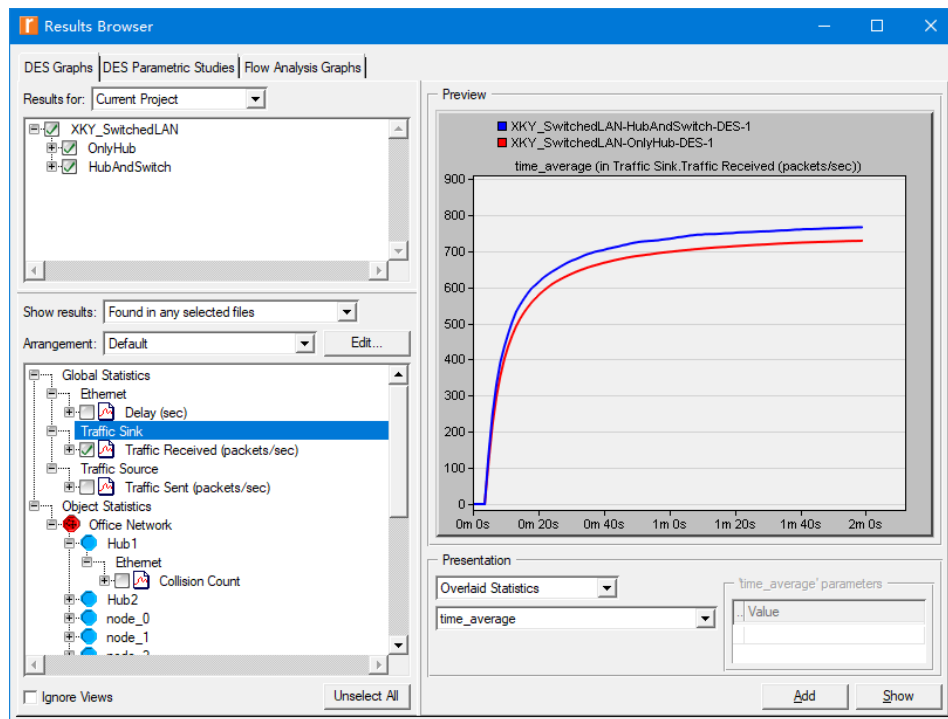 Results Browser
DES Graphs DES Parametric Studies Flow Analysis Graphs
Results for: Current Project
XKY_SwitchedLAN
OnlyHub
HubAndSwitch
Show results: Found in any selected files
Arrangement: Default Edit...
Global Statistics
Ethernet
Delay (sec)
Traffic Sink
Traffic Received (packets/sec)
Traffic Source
Traffic Sent (packets/sec)
Object Statistics
Office Network
Hub1
Ethernet
Collision Count
Hub2
node_0
node_1
Ignore Views Unselect All
Preview
XKY_SwitchedLAN-HubAndSwitch-DES-1
XKY_SwitchedLAN-OnlyHub-DES-1
time_average (in Traffic Sink.Traffic Received (packets/sec))
900
800
700
600
500
400
300
200
100
0
0m 0s 0m 20s 0m 40s 1m 0s 1m 20s 1m 40s 2m 0s
Presentation
Overlaid Statistics
time_average
'time_average' parameters
.. Value
Add Show